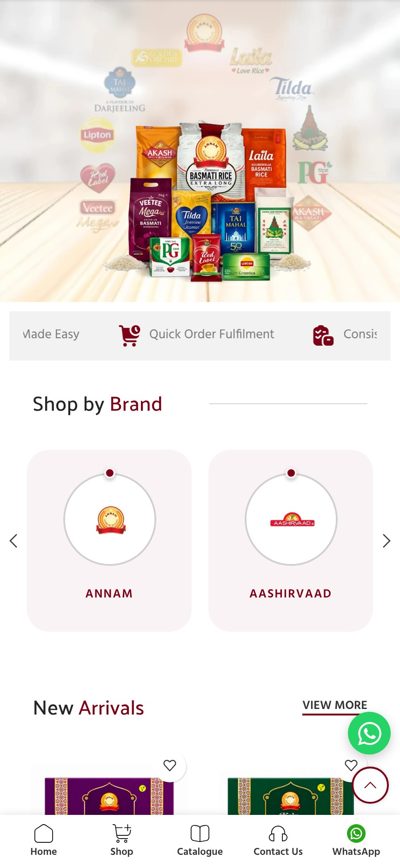 Laila
Love Rice
TAJ
MAHAL
DARJEELING
Tilda
Lipton
Red
Label
PG
Veetee
Mega
AKASH
AKASH
BASMATI RICE
EXTRA LONG
Laila
BASMATI
RICE
VEETEE
Mega
BASMATI
Tilda
TAJ
MAHAL
PG
Red
Label
Lipton
Made Easy
Quick Order Fulfilment
Consis
Shop by Brand
ANNAM
AASHIRVAAD
AASHIRVAAD
New Arrivals
VIEW MORE
Home
Shop
Catalogue
Contact Us
WhatsApp